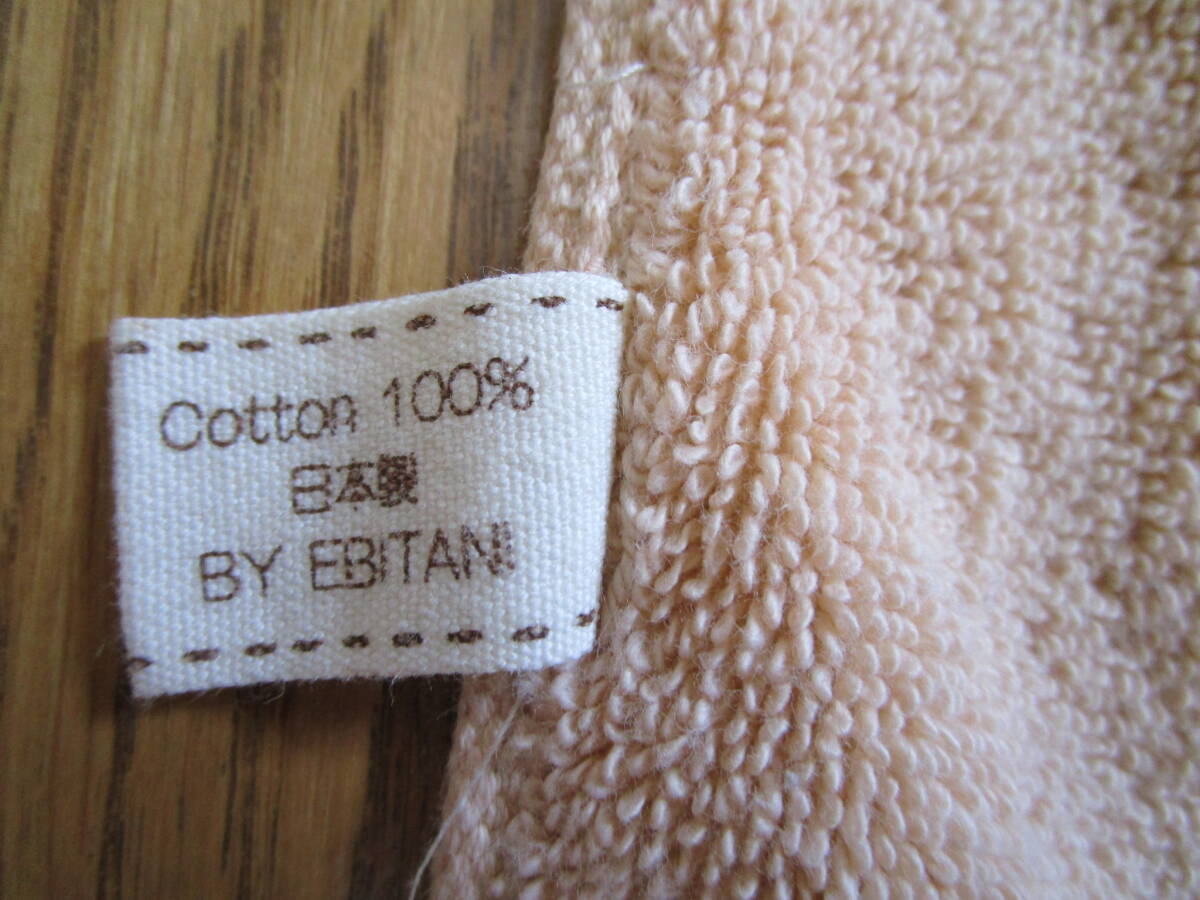 Cotton 100%
日本製
BY EBITANI